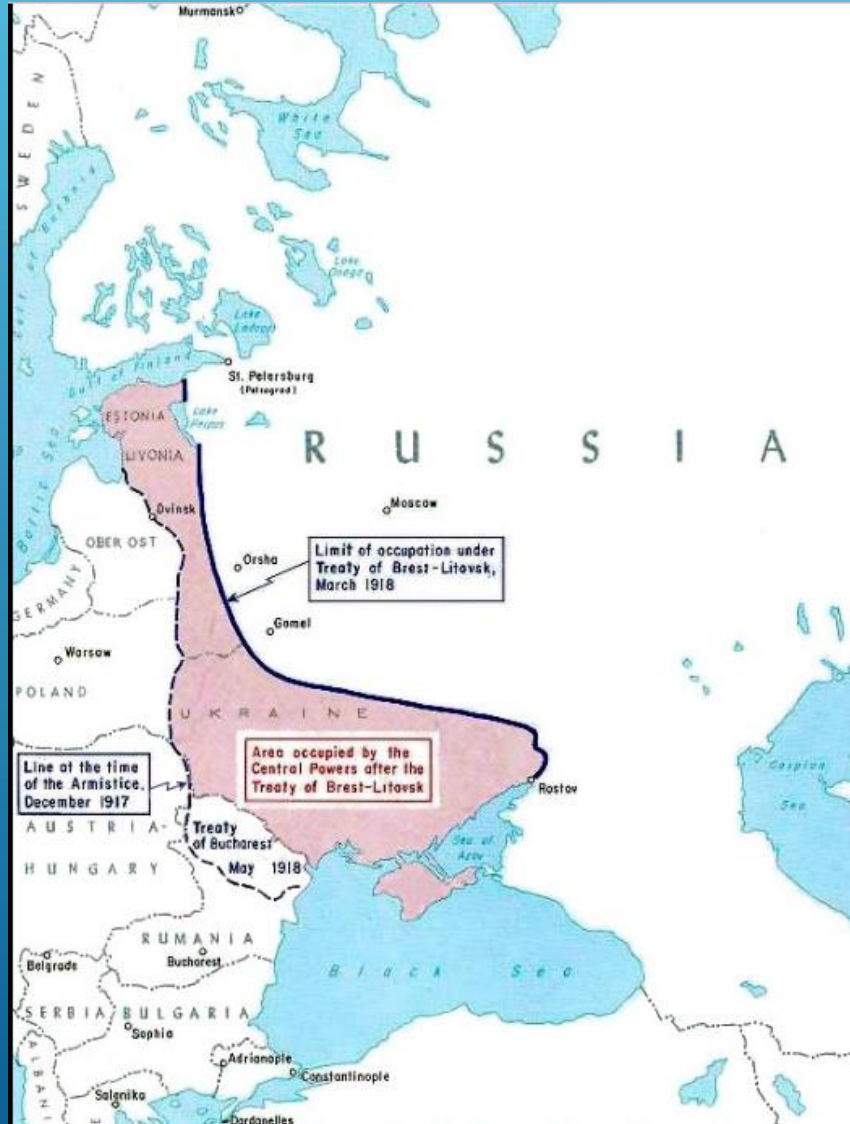 Murmansk
White
Sea
SWEDEN
Gulf of Bothnia
Lake
Onega
Lake
Ladoga
Gulf of Finland
St. Petersburg
(Petrograd)
ESTONIA
Lake
Peipus
LIVONIA
RUSSIA
Baltic Sea
Dvinsk
Moscow
OBER OST
Orsha
Limit of occupation under
Treaty of Brest-Litovsk,
March 1918
GERMANY
Gomel
Warsaw
POLAND
UKRAINE
Area occupied by the
Central Powers after the
Treaty of Brest-Litovsk
Line at the time
of the Armistice,
December 1917
Rostov
Caspian
Sea
AUSTRIA-
HUNGARY
Treaty
of Bucharest
May 1918
Sea of
Azov
RUMANIA
Bucharest
Belgrade
Black Sea
SERBIA
BULGARIA
Sophia
ALBANI
Adrianople
Constantinople
Salonika
E
Dardanelles